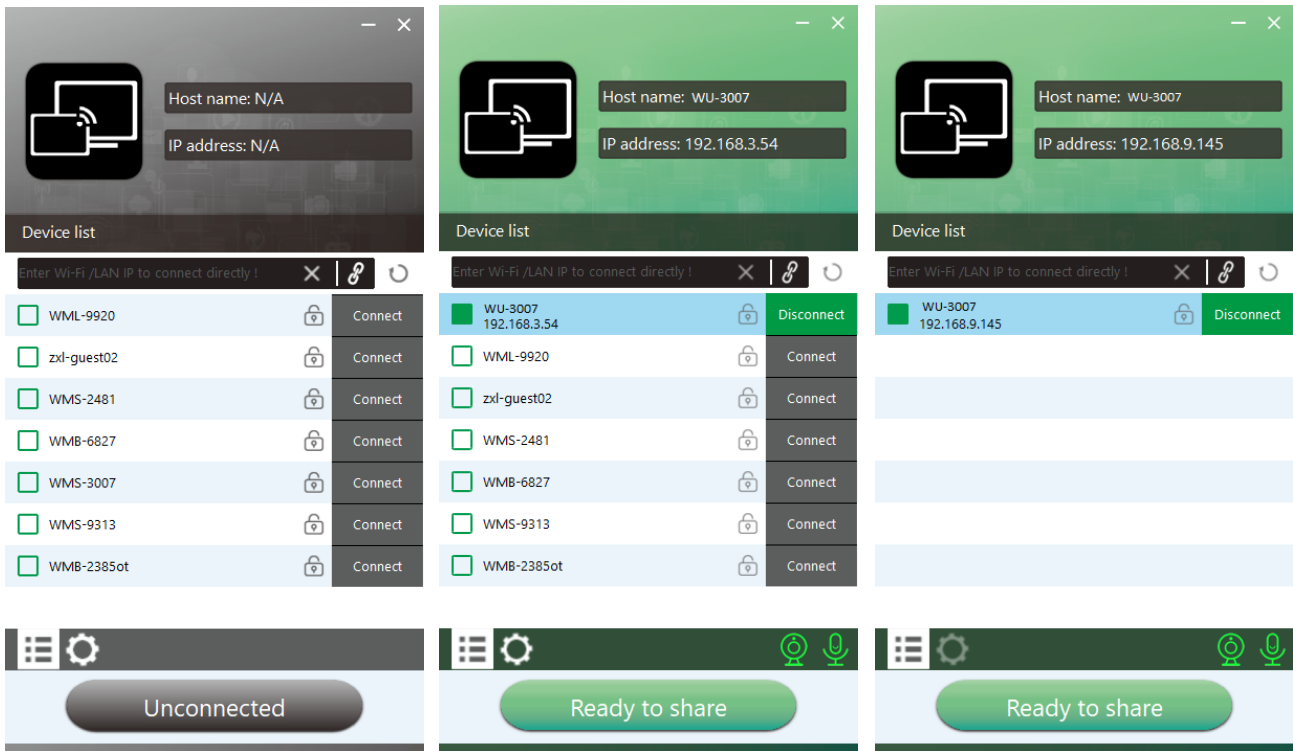 Host name: N/A
IP address: N/A
Device list
Enter Wi-Fi /LAN IP to connect directly !
WML-9920 Connect
zxl-guest02 Connect
WMS-2481 Connect
WMB-6827 Connect
WMS-3007 Connect
WMS-9313 Connect
WMB-2385ot Connect
Unconnected
Host name: WU-3007
IP address: 192.168.3.54
Device list
Enter Wi-Fi /LAN IP to connect directly !
WU-3007
192.168.3.54
Disconnect
WML-9920 Connect
zxl-guest02 Connect
WMS-2481 Connect
WMB-6827 Connect
WMS-9313 Connect
WMB-2385ot Connect
Ready to share
Host name: WU-3007
IP address: 192.168.9.145
Device list
Enter Wi-Fi /LAN IP to connect directly !
WU-3007
192.168.9.145
Disconnect
Ready to share